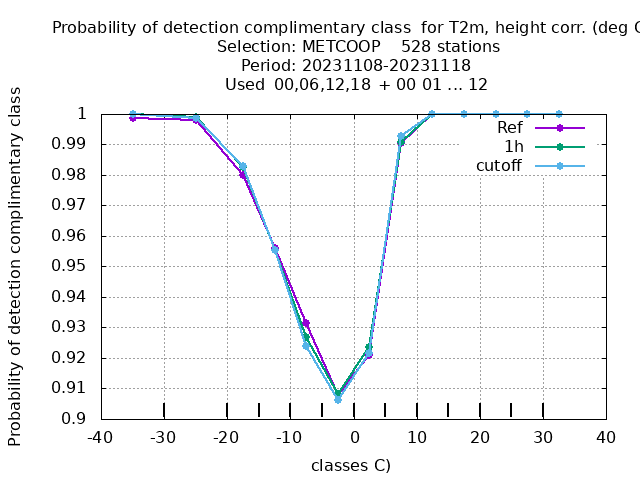 Probability of detection complimentary class  for T2m, height corr. (deg C
Selection: METCOOP    528 stations
Period: 20231108-20231118
Used  00,06,12,18 + 00 01 ... 12
Probability of detection complimentary class
1
0.99
0.98
0.97
0.96
0.95
0.94
0.93
0.92
0.91
0.9
Ref
1h
cutoff
-40 -30 -20 -10 0 10 20 30 40
classes C)